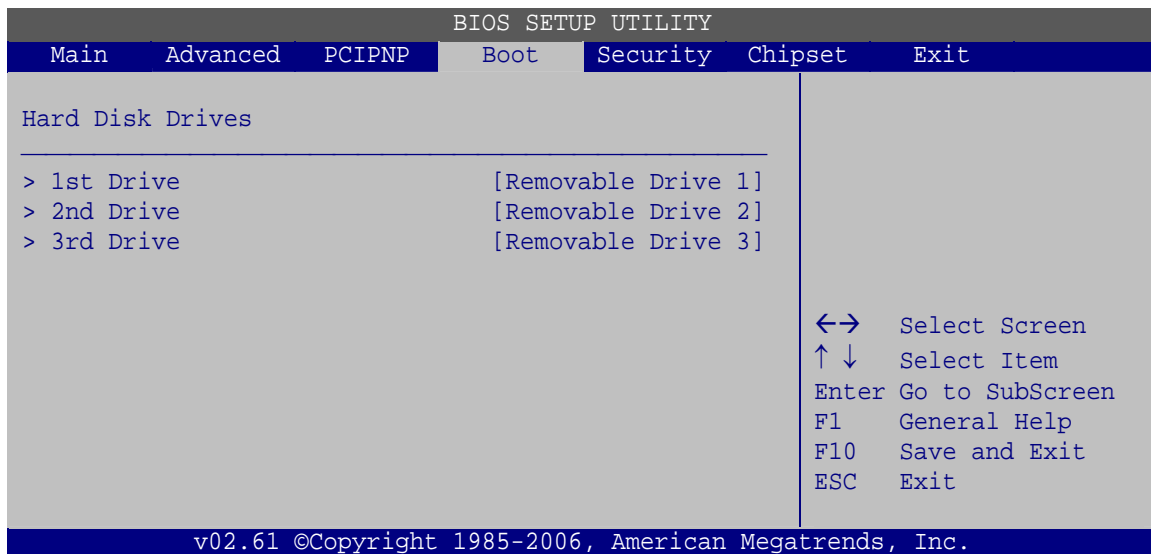 BIOS SETUP UTILITY
Main Advanced PCIPNP Boot Security Chipset Exit
Hard Disk Drives
> 1st Drive [Removable Drive 1]
> 2nd Drive [Removable Drive 2]
> 3rd Drive [Removable Drive 3]
←→ Select Screen
↑ ↓ Select Item
Enter Go to SubScreen
F1 General Help
F10 Save and Exit
ESC Exit
v02.61 ©Copyright 1985-2006, American Megatrends, Inc.